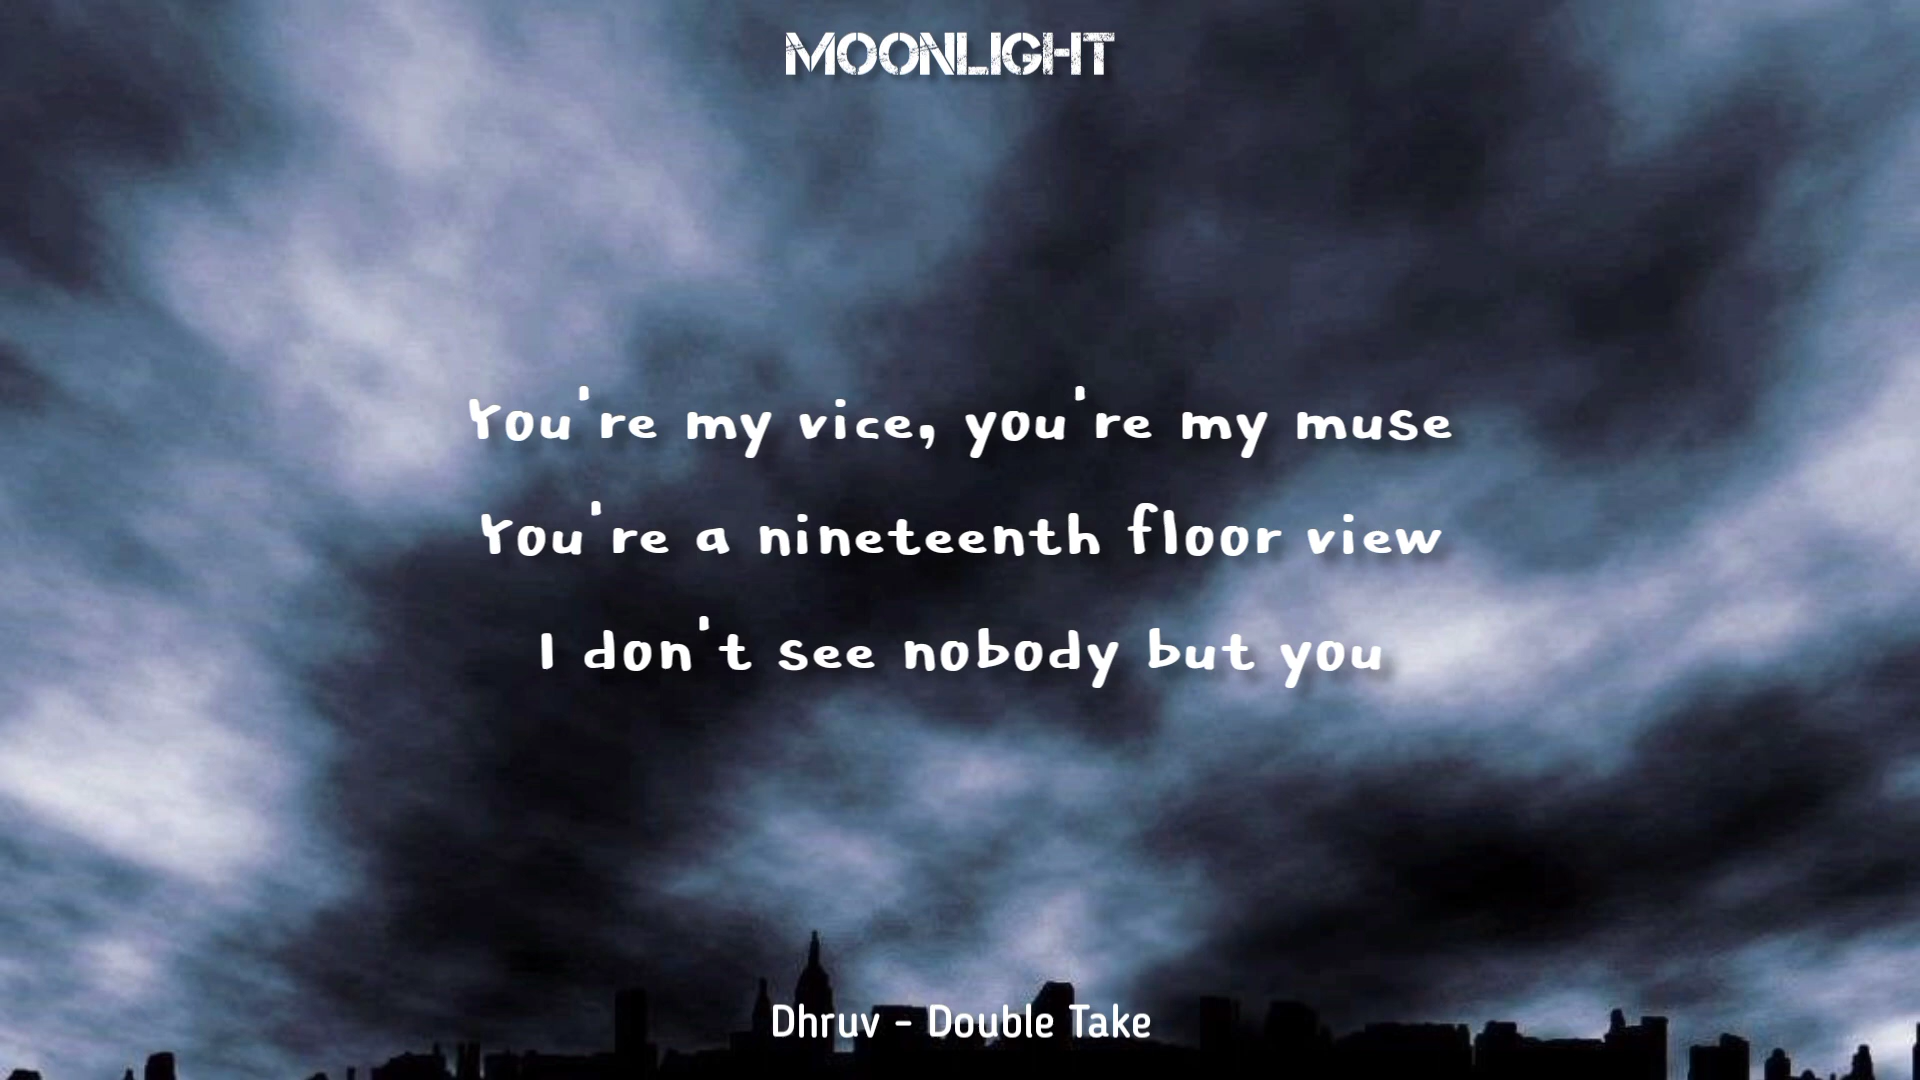 MOONLIGHT
You're my vice, you're my muse
You're a nineteenth floor view
I don't see nobody but you
Dhruv - Double Take